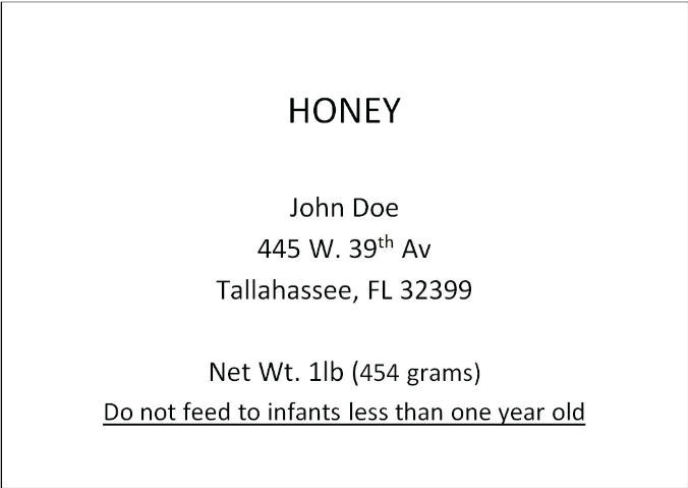 HONEY
John Doe
445 W. 39th Av
Tallahassee, FL 32399
Net Wt. 1lb (454 grams)
Do not feed to infants less than one year old